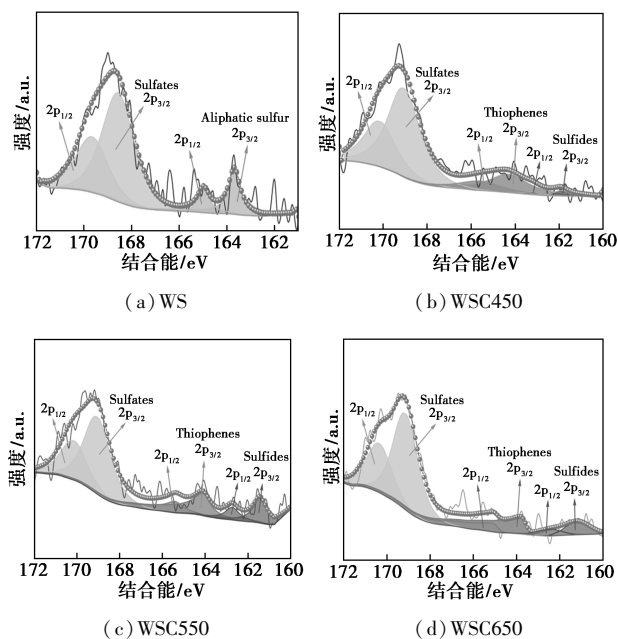 强度/a.u.
2p1/2
Sulfates
2p3/2
2p1/2
Aliphatic sulfur
2p3/2
172 170 168 166 164 162
结合能/eV
(a) WS
强度/a.u.
2p1/2
Sulfates
2p3/2
2p1/2
Thiophenes
2p3/2
2p1/2
Sulfides
2p3/2
172 170 168 166 164 162 160
结合能/eV
(b) WSC450
强度/a.u.
2p1/2
Sulfates
2p3/2
2p1/2
Thiophenes
2p3/2
2p1/2
Sulfides
2p3/2
172 170 168 166 164 162 160
结合能/eV
(c) WSC550
强度/a.u.
2p1/2
Sulfates
2p3/2
2p1/2
Thiophenes
2p3/2
2p1/2
Sulfides
2p3/2
172 170 168 166 164 162 160
结合能/eV
(d) WSC650